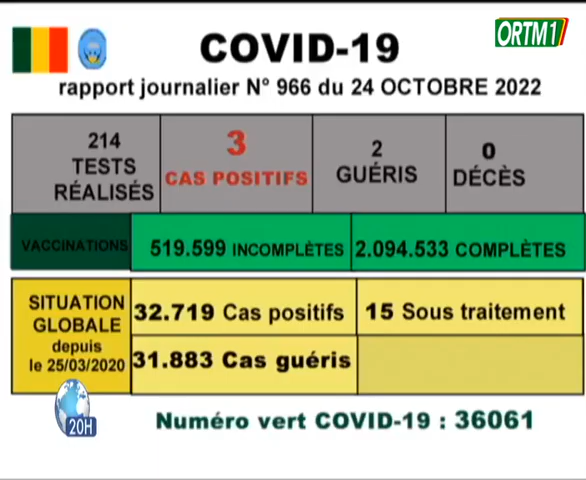 ORTM1
COVID-19
rapport journalier N° 966 du 24 OCTOBRE 2022
214
TESTS
RÉALISÉS
3
CAS POSITIFS
2
GUÉRIS
0
DÉCÈS
VACCINATIONS
519.599 INCOMPLÈTES
2.094.533 COMPLÈTES
SITUATION
GLOBALE
depuis
le 25/03/2020
32.719 Cas positifs
15 Sous traitement
31.883 Cas guéris
20H
Numéro vert COVID-19 : 36061